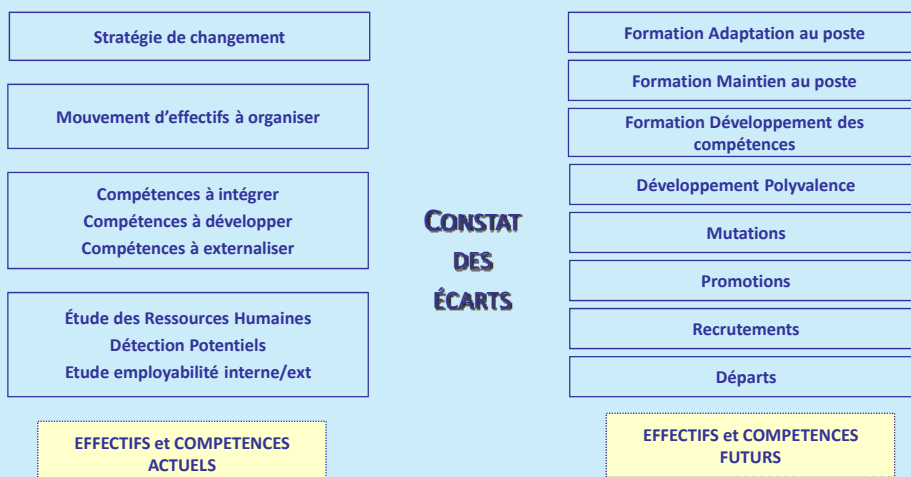 Stratégie de changement
Mouvement d'effectifs à organiser
Compétences à intégrer
Compétences à développer
Compétences à externaliser
Étude des Ressources Humaines
Détection Potentiels
Etude employabilité interne/ext
EFFECTIFS et COMPETENCES
ACTUELS
CONSTAT
DES
ÉCARTS
Formation Adaptation au poste
Formation Maintien au poste
Formation Développement des
compétences
Développement Polyvalence
Mutations
Promotions
Recrutements
Départs
EFFECTIFS et COMPETENCES
FUTURS